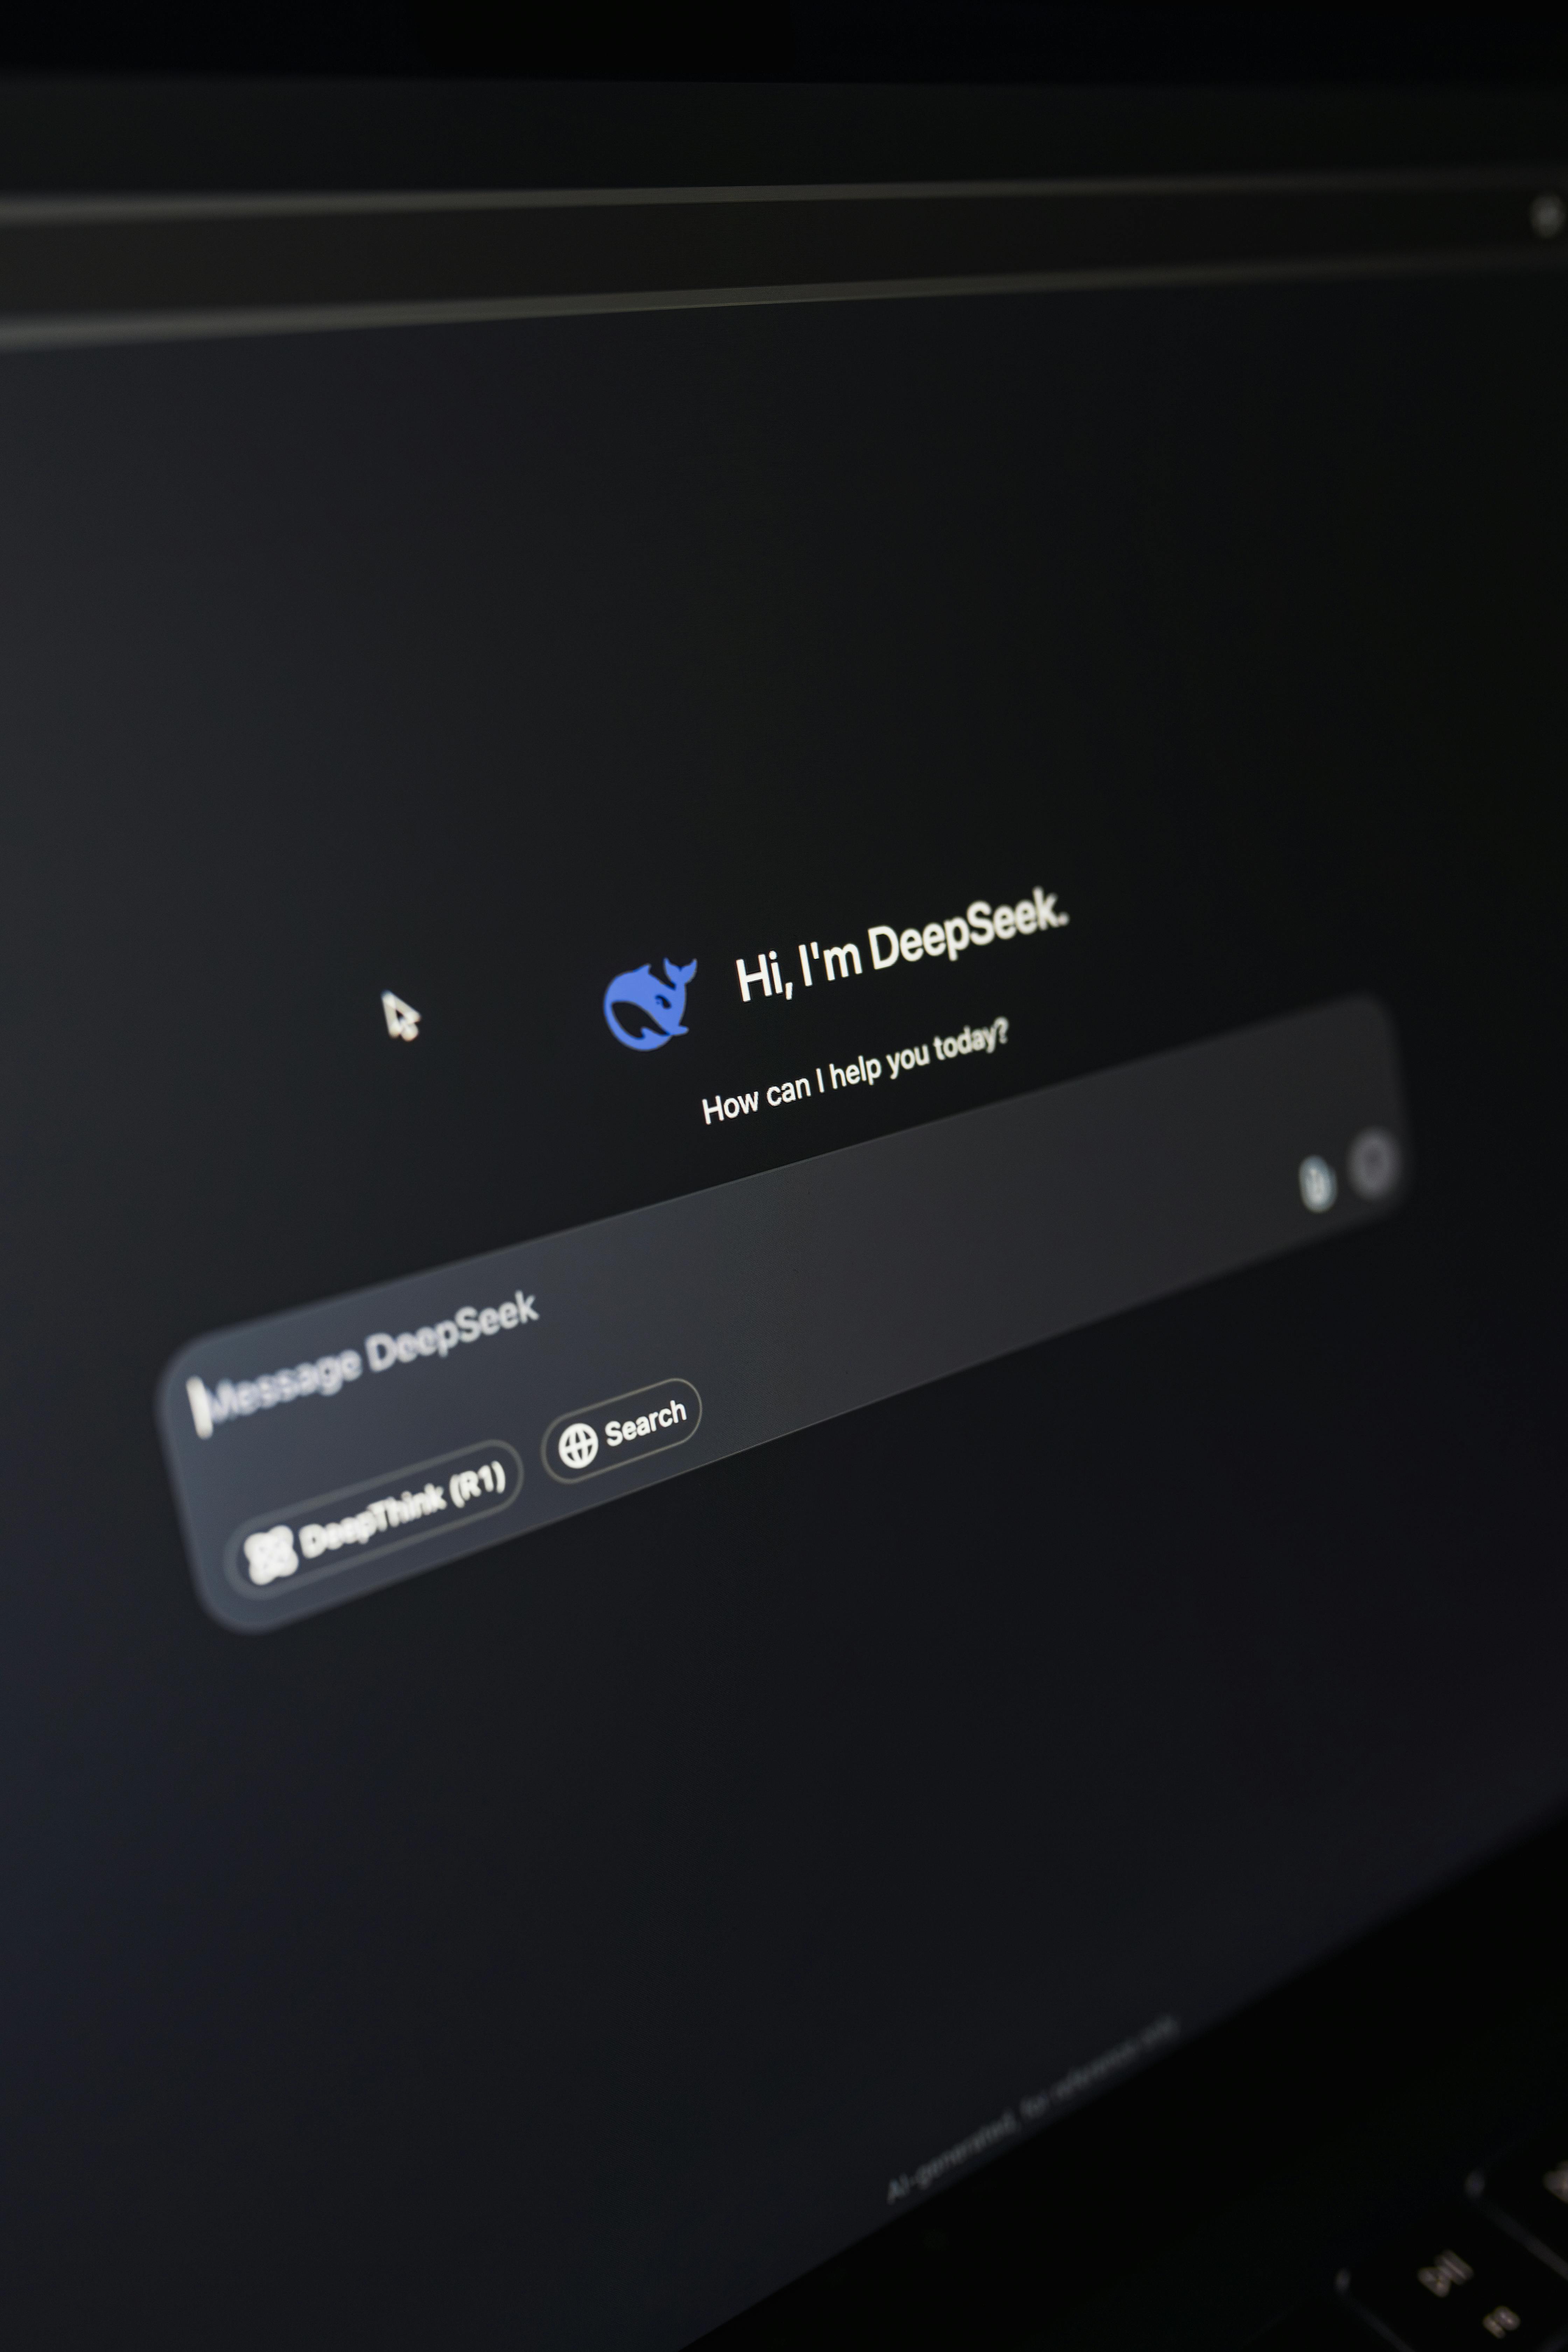 Hi, I'm DeepSeek.
How can I help you today?
Message DeepSeek
DeepThink (R1)
Search
AI-generated, for reference only